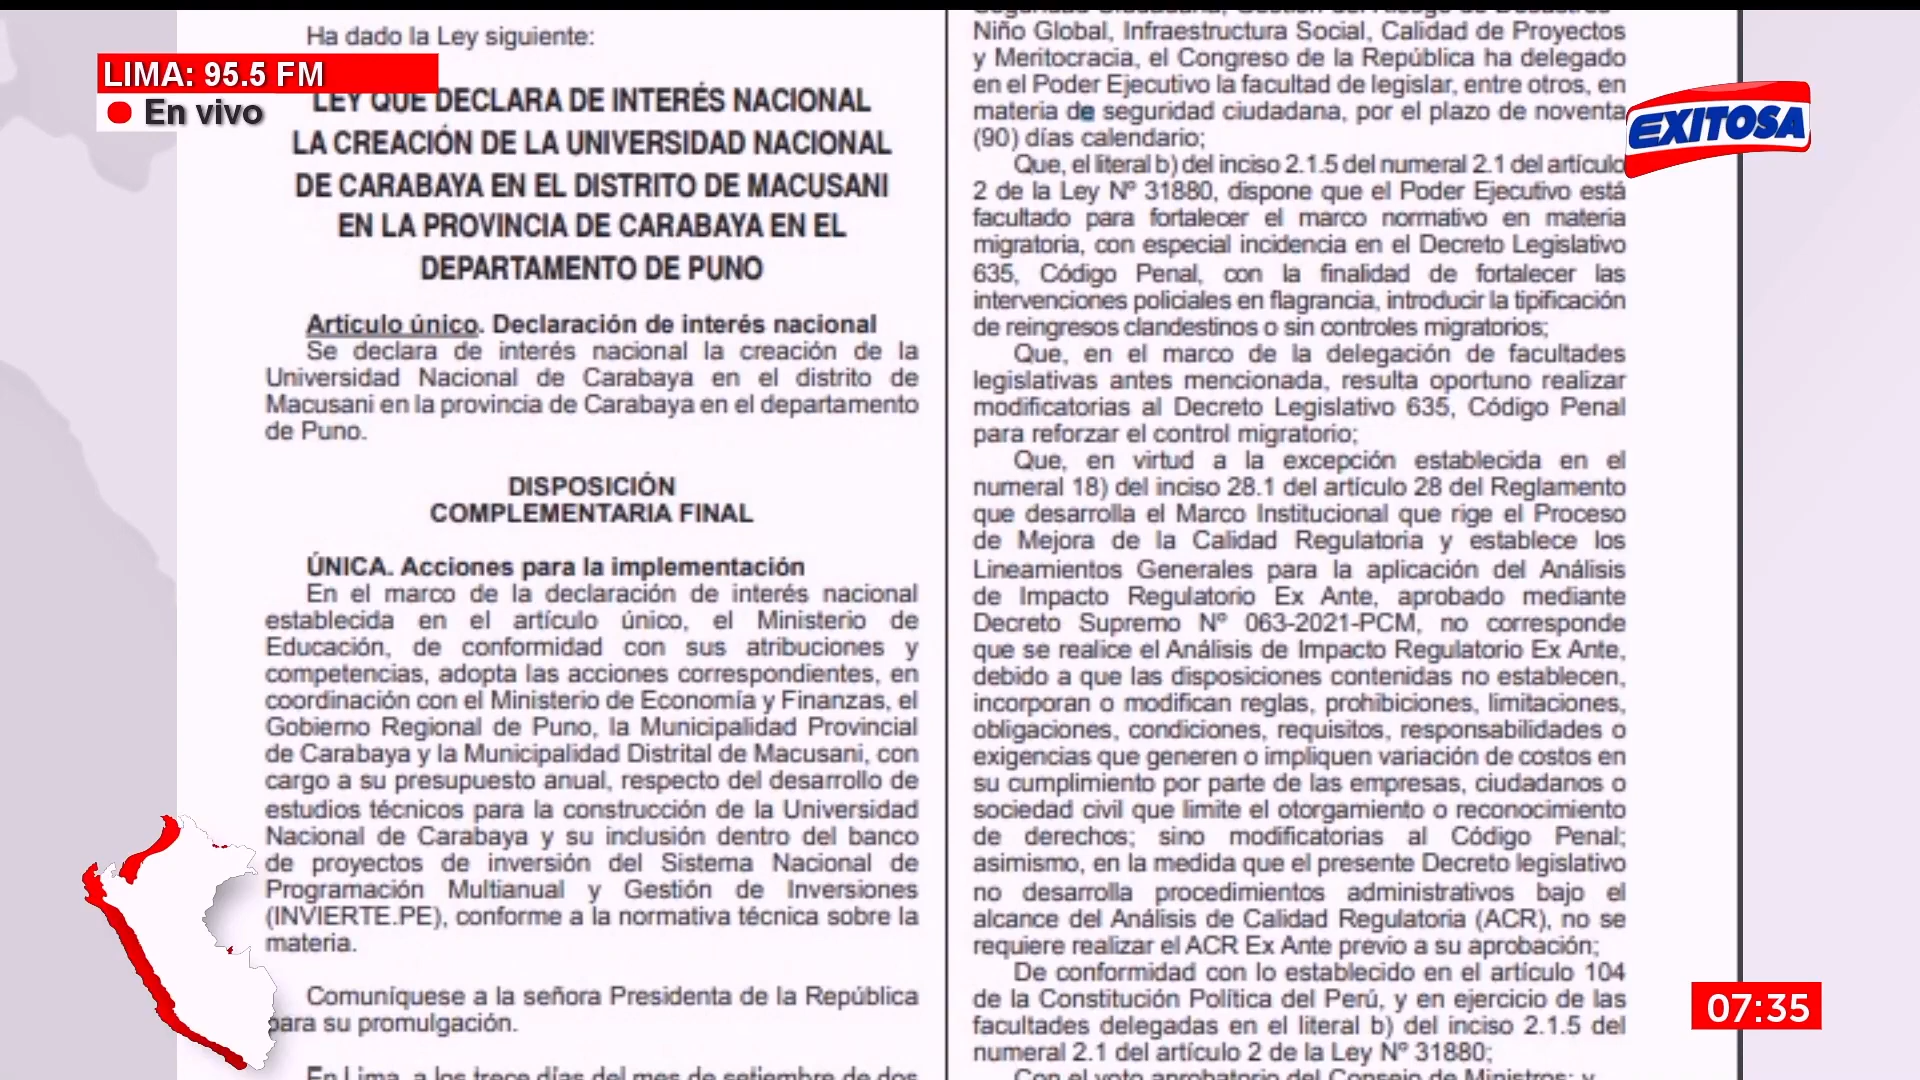 LIMA: 95.5 FM
En vivo
EXITOSA
Ha dado la Ley siguiente:
LEY QUE DECLARA DE INTERÉS NACIONAL
LA CREACIÓN DE LA UNIVERSIDAD NACIONAL
DE CARABAYA EN EL DISTRITO DE MACUSANI
EN LA PROVINCIA DE CARABAYA EN EL
DEPARTAMENTO DE PUNO
Artículo único. Declaración de interés nacional
Se declara de interés nacional la creación de la
Universidad Nacional de Carabaya en el distrito de
Macusani en la provincia de Carabaya en el departamento
de Puno.
DISPOSICIÓN
COMPLEMENTARIA FINAL
ÚNICA. Acciones para la implementación
En el marco de la declaración de interés nacional
establecida en el artículo único, el Ministerio de
Educación, de conformidad con sus atribuciones y
competencias, adopta las acciones correspondientes, en
coordinación con el Ministerio de Economía y Finanzas, el
Gobierno Regional de Puno, la Municipalidad Provincial
de Carabaya y la Municipalidad Distrital de Macusani, con
cargo a su presupuesto anual, respecto del desarrollo de
estudios técnicos para la construcción de la Universidad
Nacional de Carabaya y su inclusión dentro del banco
de proyectos de inversión del Sistema Nacional de
Programación Multianual y Gestión de Inversiones
(INVIERTE.PE), conforme a la normativa técnica sobre la
materia.
Comuníquese a la señora Presidenta de la República
para su promulgación.
En Lima, a los trece días del mes de setiembre de dos
Seguridad Ciudadana, Gestión del Riesgo de Desastres -
Niño Global, Infraestructura Social, Calidad de Proyectos
y Meritocracia, el Congreso de la República ha delegado
en el Poder Ejecutivo la facultad de legislar, entre otros, en
materia de seguridad ciudadana, por el plazo de noventa
(90) días calendario;
Que, el literal b) del inciso 2.1.5 del numeral 2.1 del artículo
2 de la Ley Nº 31880, dispone que el Poder Ejecutivo está
facultado para fortalecer el marco normativo en materia
migratoria, con especial incidencia en el Decreto Legislativo
635, Código Penal, con la finalidad de fortalecer las
intervenciones policiales en flagrancia, introducir la tipificación
de reingresos clandestinos o sin controles migratorios;
Que, en el marco de la delegación de facultades
legislativas antes mencionada, resulta oportuno realizar
modificatorias al Decreto Legislativo 635, Código Penal
para reforzar el control migratorio;
Que, en virtud a la excepción establecida en el
numeral 18) del inciso 28.1 del artículo 28 del Reglamento
que desarrolla el Marco Institucional que rige el Proceso
de Mejora de la Calidad Regulatoria y establece los
Lineamientos Generales para la aplicación del Análisis
de Impacto Regulatorio Ex Ante, aprobado mediante
Decreto Supremo Nº 063-2021-PCM, no corresponde
que se realice el Análisis de Impacto Regulatorio Ex Ante,
debido a que las disposiciones contenidas no establecen,
incorporan o modifican reglas, prohibiciones, limitaciones,
obligaciones, condiciones, requisitos, responsabilidades o
exigencias que generen o impliquen variación de costos en
su cumplimiento por parte de las empresas, ciudadanos o
sociedad civil que limite el otorgamiento o reconocimiento
de derechos; sino modificatorias al Código Penal;
asimismo, en la medida que el presente Decreto legislativo
no desarrolla procedimientos administrativos bajo el
alcance del Análisis de Calidad Regulatoria (ACR), no se
requiere realizar el ACR Ex Ante previo a su aprobación;
De conformidad con lo establecido en el artículo 104
de la Constitución Política del Perú, y en ejercicio de las
facultades delegadas en el literal b) del inciso 2.1.5 del
numeral 2.1 del artículo 2 de la Ley Nº 31880;
Con el voto aprobatorio del Consejo de Ministros; y
07:35